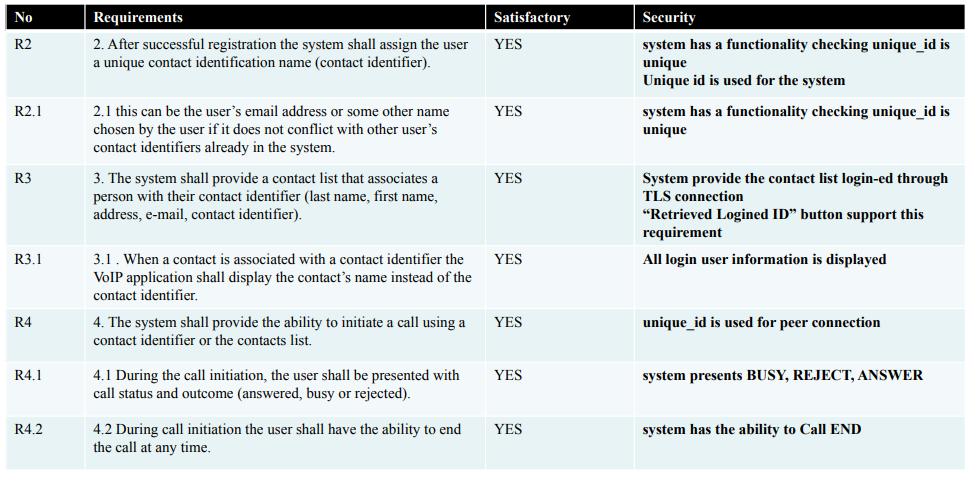 No Requirements Satisfactory Security
R2 2. After successful registration the system shall assign the user YES system has a functionality checking unique_id is
a unique contact identification name (contact identifier). unique
Unique id is used for the system
R2.1 2.1 this can be the user’s email address or some other name YES system has a functionality checking unique_id is
chosen by the user if it does not conflict with other user’s unique
contact identifiers already in the system.
R3 3. The system shall provide a contact list that associates a YES System provide the contact list login-ed through
person with their contact identifier (last name, first name, TLS connection
address, e-mail, contact identifier). “Retrieved Logined ID” button support this
requirement
R3.1 3.1 . When a contact is associated with a contact identifier the YES All login user information is displayed
VoIP application shall display the contact’s name instead of the
contact identifier.
R4 4. The system shall provide the ability to initiate a call using a YES unique_id is used for peer connection
contact identifier or the contacts list.
R4.1 4.1 During the call initiation, the user shall be presented with YES system presents BUSY, REJECT, ANSWER
call status and outcome (answered, busy or rejected).
R4.2 4.2 During call initiation the user shall have the ability to end YES system has the ability to Call END
the call at any time.